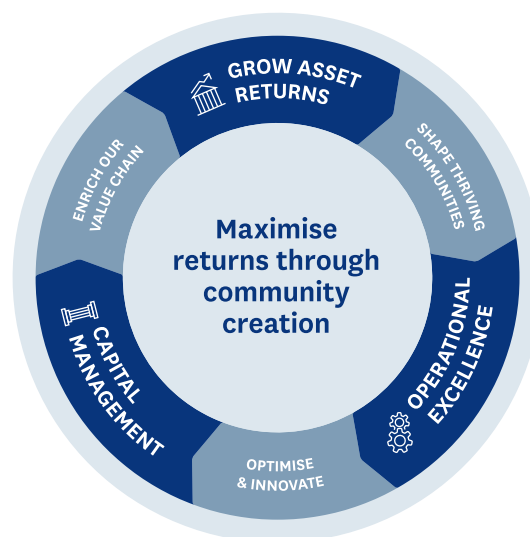 GROW ASSET
RETURNS
SHAPE THRIVING
COMMUNITIES
OPERATIONAL
EXCELLENCE
OPTIMISE
& INNOVATE
CAPITAL
MANAGEMENT
ENRICH OUR
VALUE CHAIN
Maximise
returns through
community
creation